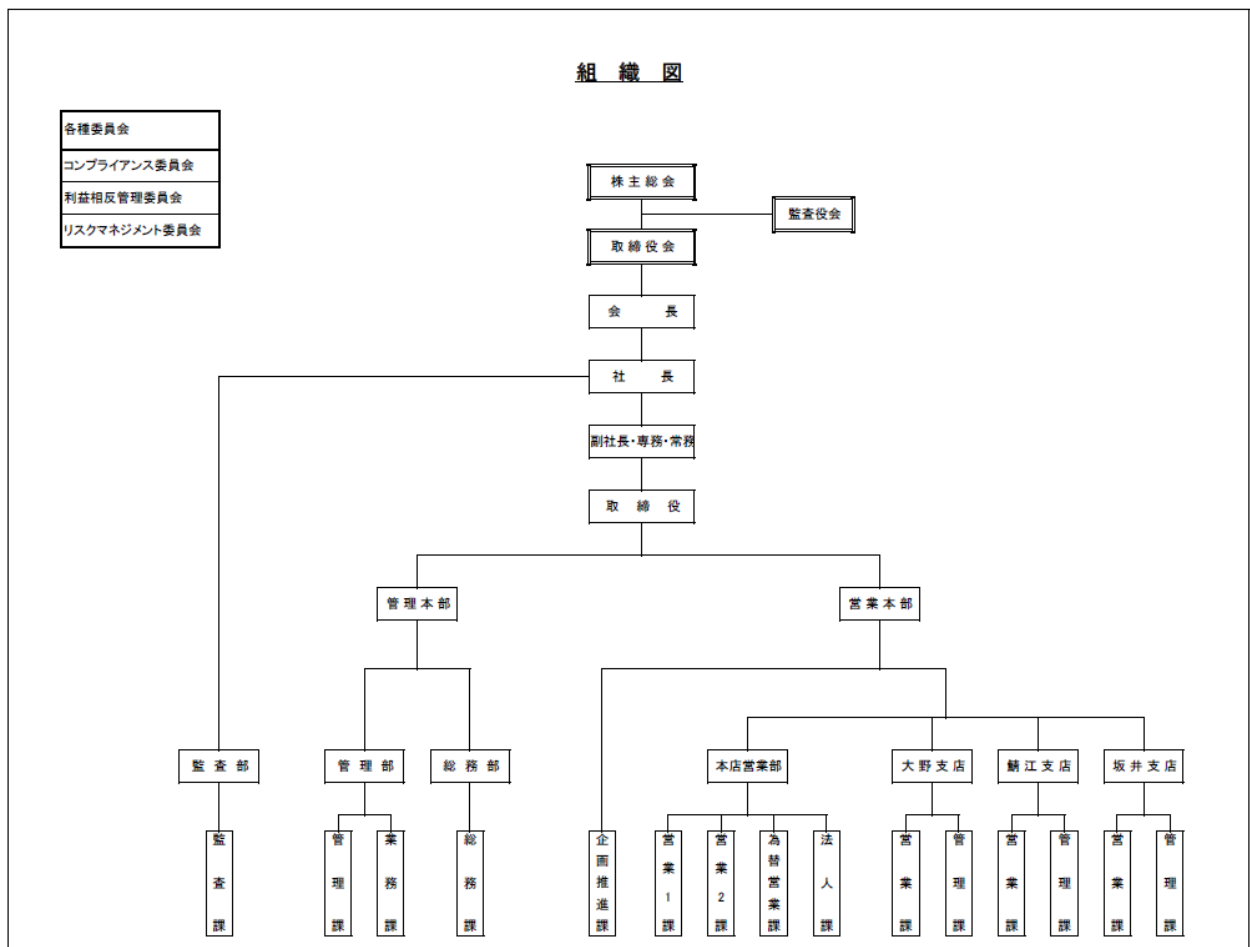 組 織 図
各種委員会
コンプライアンス委員会
利益相反管理委員会
リスクマネジメント委員会
株主総会
監査役会
取締役会
会 長
社 長
副社長・専務・常務
取 締 役
管理本部
営業本部
監査部
管理部
総務部
本店営業部
大野支店
鯖江支店
坂井支店
監査課
管理課
業務課
総務課
企画推進課
営業1課
営業2課
為替営業課
法人課
営業課
管理課
営業課
管理課
営業課
管理課